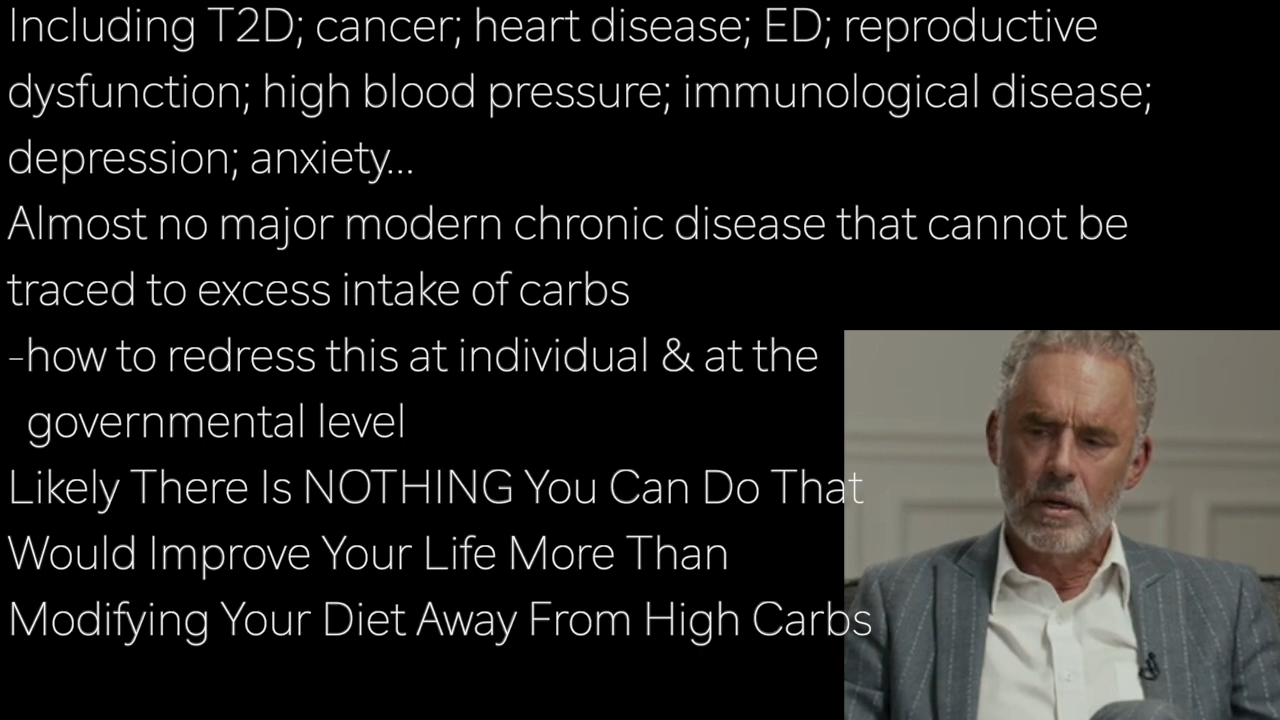 Including T2D; cancer; heart disease; ED; reproductive
dysfunction; high blood pressure; immunological disease;
depression; anxiety...
Almost no major modern chronic disease that cannot be
traced to excess intake of carbs
-how to redress this at individual & at the
governmental level
Likely There Is NOTHING You Can Do That
Would Improve Your Life More Than
Modifying Your Diet Away From High Carbs